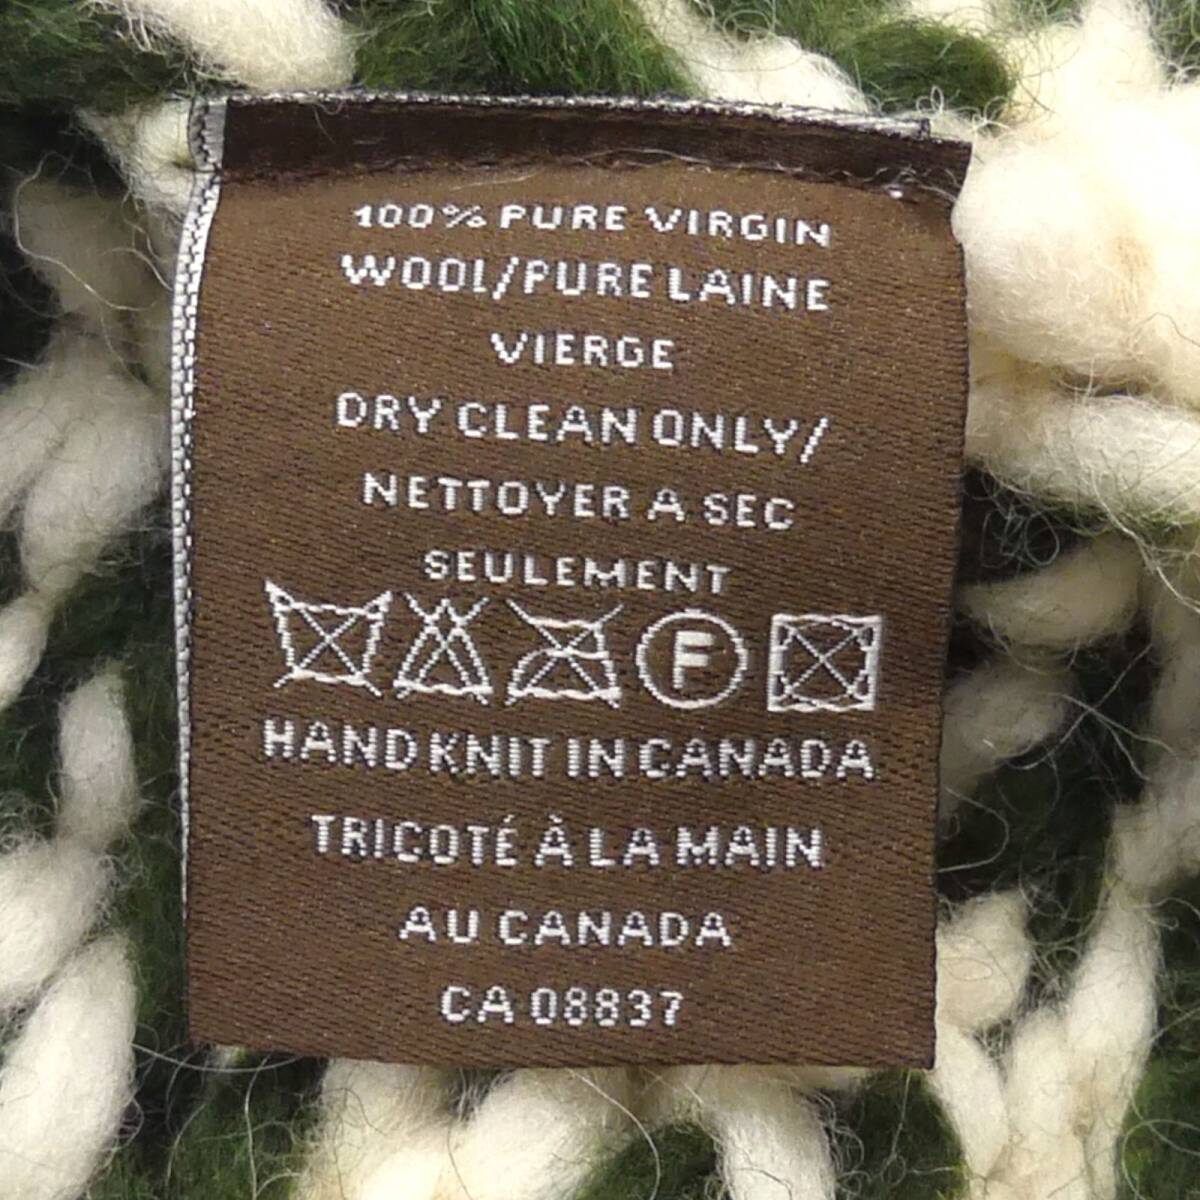 100% PURE VIRGIN
WOOL/PURE LAINE
VIERGE
DRY CLEAN ONLY/
NETTOYER A SEC
SEULEMENT
F
HAND KNIT IN CANADA
TRICOTÉ À LA MAIN
AU CANADA
CA 08837